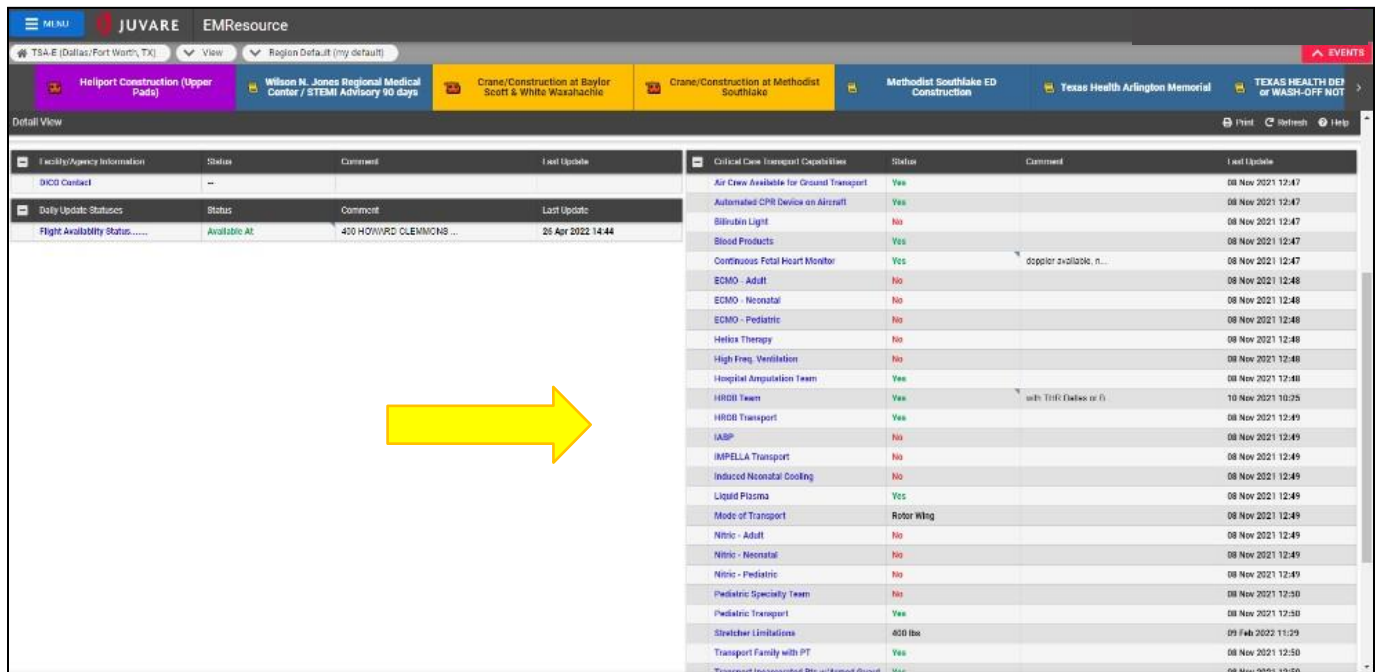 MENU JUVARE EMResource
TSA-E (Dallas/Fort Worth, TX) View Region Default (my default) EVENTS
Heliport Construction (Upper Pads)
Wilson N. Jones Regional Medical Center / STEMI Advisory 90 days
Crane/Construction at Baylor Scott & White Waxahachie
Crane/Construction at Methodist Southlake
Methodist Southlake ED Construction
Texas Health Arlington Memorial
TEXAS HEALTH DEN
or WASH-OFF NOT
Detail View Print Refresh Help
Facility/Agency Information Status Comment Last Update
DICO Contact --
Daily Update Statuses Status Comment Last Update
Flight Availablity Status...... Available At 400 HOWARD CLEMMONS ... 26 Apr 2022 14:44
Critical Care Transport Capabilities Status Comment Last Update
Air Crew Available for Ground Transport Yes 08 Nov 2021 12:47
Automated CPR Device on Aircraft Yes 08 Nov 2021 12:47
Bilirubin Light No 08 Nov 2021 12:47
Blood Products Yes 08 Nov 2021 12:47
Continuous Fetal Heart Monitor Yes doppler available, n... 08 Nov 2021 12:47
ECMO - Adult No 08 Nov 2021 12:48
ECMO - Neonatal No 08 Nov 2021 12:48
ECMO - Pediatric No 08 Nov 2021 12:48
Heliox Therapy No 08 Nov 2021 12:48
High Freq. Ventilation No 08 Nov 2021 12:48
Hospital Amputation Team Yes 08 Nov 2021 12:48
HROB Team Yes with THR Dallas or 10 Nov 2021 10:25
HROB Transport Yes 08 Nov 2021 12:49
IABP No 08 Nov 2021 12:49
IMPELLA Transport No 08 Nov 2021 12:49
Induced Neonatal Cooling No 08 Nov 2021 12:49
Liquid Plasma Yes 08 Nov 2021 12:49
Mode of Transport Rotor Wing 08 Nov 2021 12:49
Nitric - Adult No 08 Nov 2021 12:49
Nitric - Neonatal No 08 Nov 2021 12:49
Nitric - Pediatric No 08 Nov 2021 12:49
Pediatric Specialty Team No 08 Nov 2021 12:50
Pediatric Transport Yes 08 Nov 2021 12:50
Stretcher Limitations 400 lbs 09 Feb 2022 11:29
Transport Family with PT Yes 08 Nov 2021 12:50
Transport Incarcerated Pts w/Armed Guard Yes 08 Nov 2021 12:50